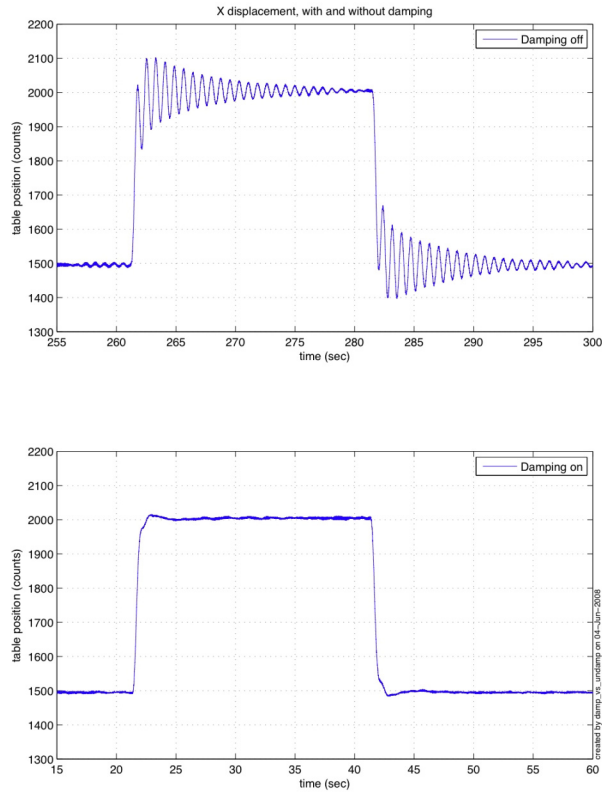 X displacement, with and without damping
Damping off
2200
2100
2000
1900
1800
1700
1600
1500
1400
1300
table position (counts)
255 260 265 270 275 280 285 290 295 300
time (sec)
Damping on
2200
2100
2000
1900
1800
1700
1600
1500
1400
1300
table position (counts)
15 20 25 30 35 40 45 50 55 60
time (sec)
created by damp_vs_undamp on 04-Jun-2008